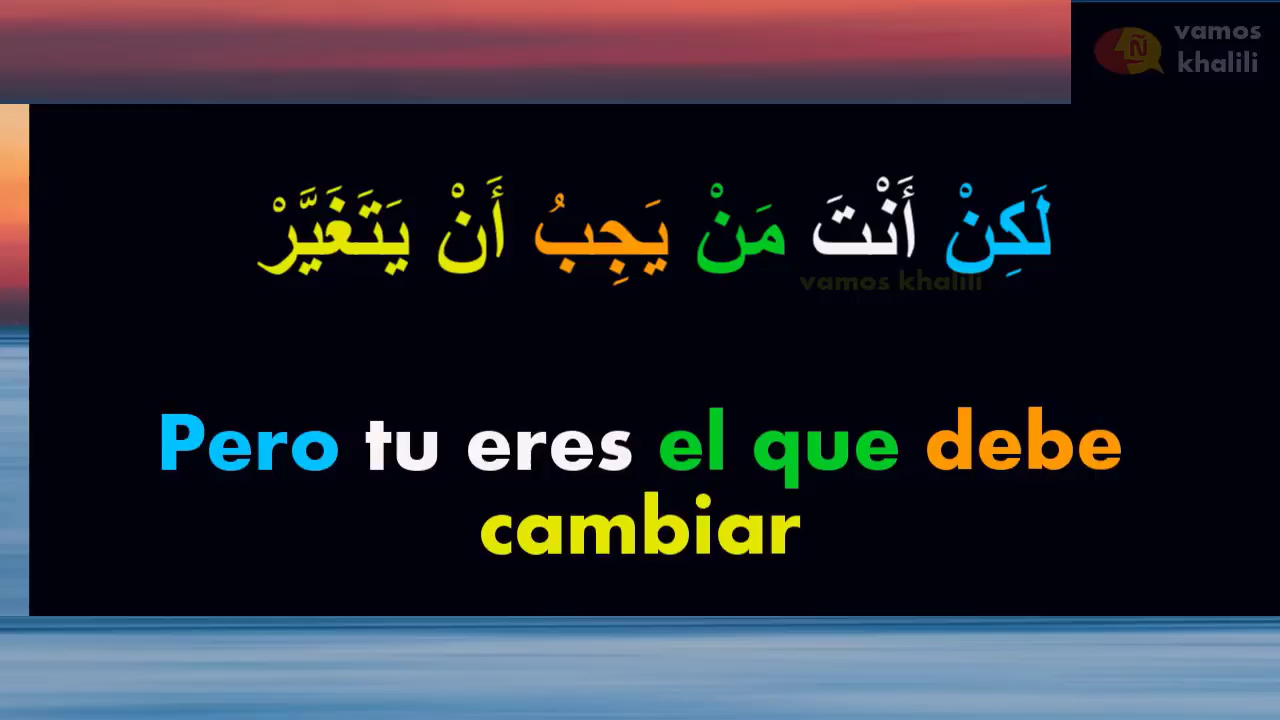 vamos
khalili
Ñ
لَكِنْ أَنْتَ مَنْ يَجِبُ أَنْ يَتَغَيَّرْ
vamos khalili
Pero tu eres el que debe
cambiar